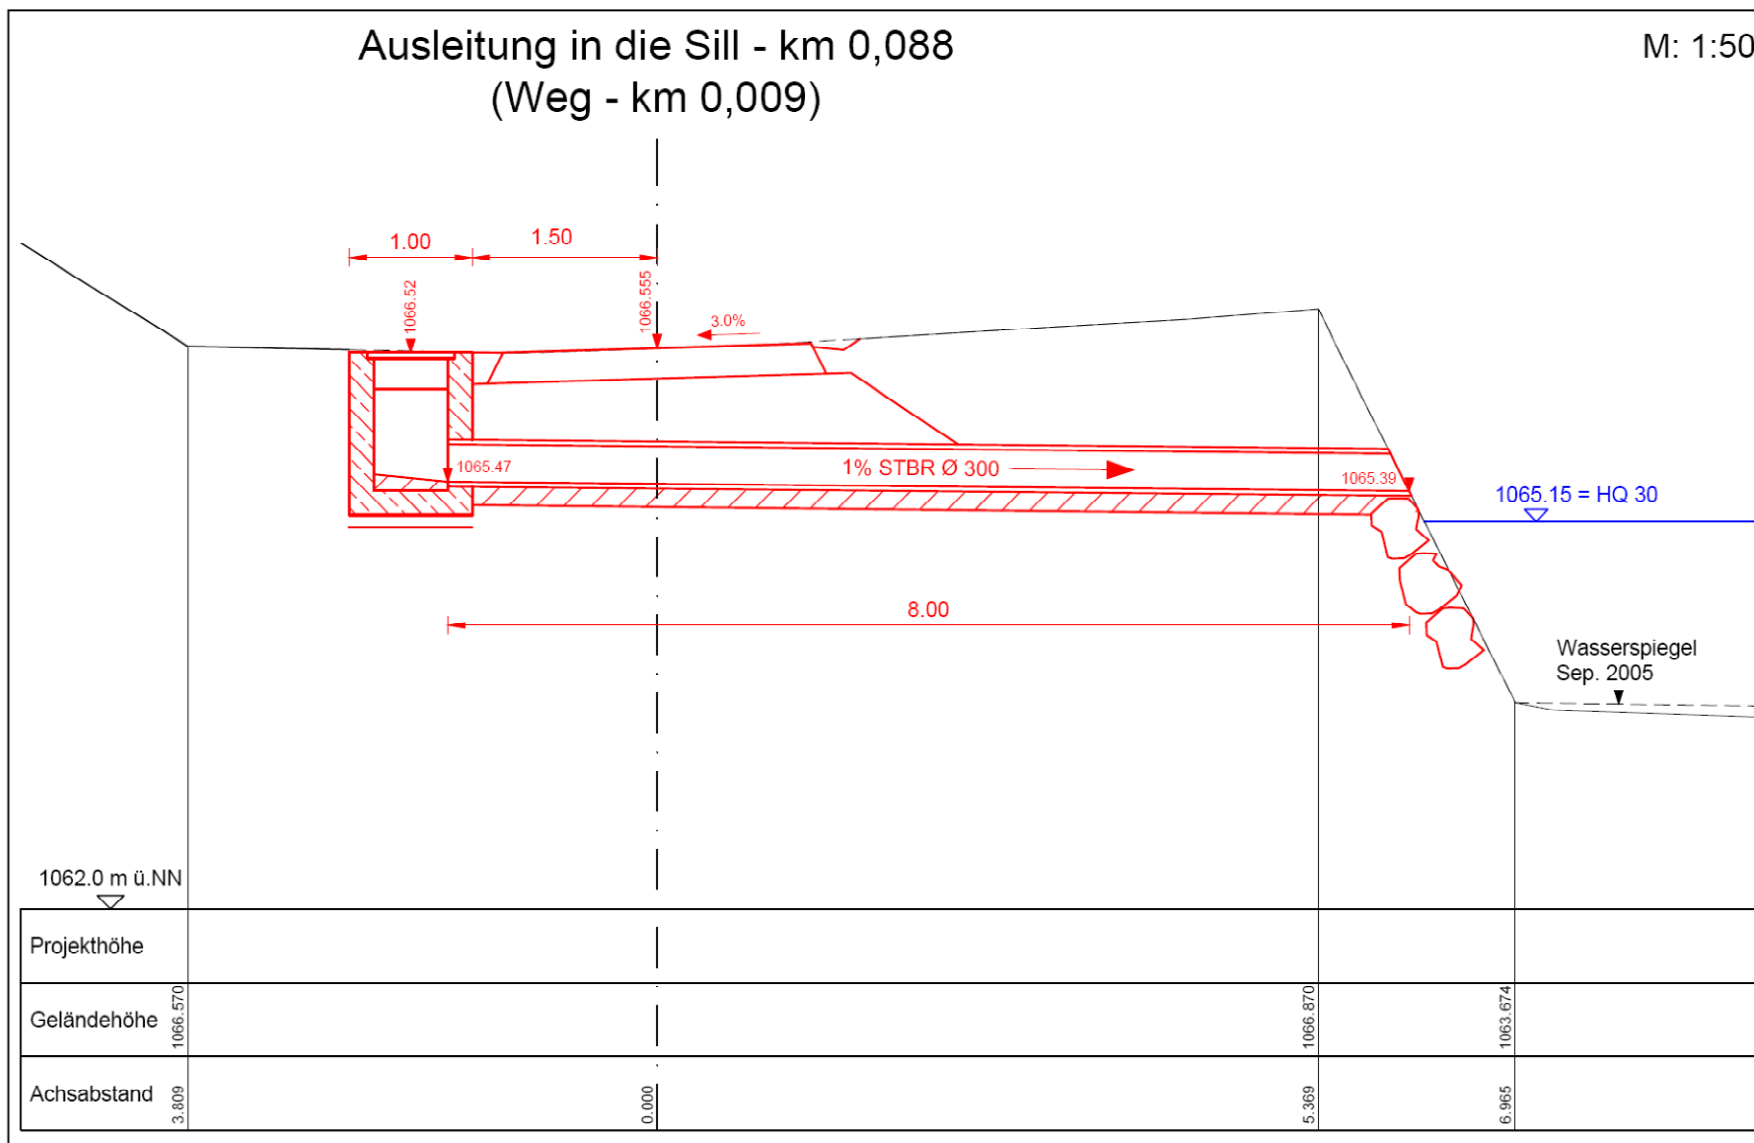 Ausleitung in die Sill - km 0,088
(Weg - km 0,009)
M: 1:50
1.00
1.50
1066.52
1066.555
3.0%
1065.47
1% STBR Ø 300
1065.39
1065.15 = HQ 30
8.00
Wasserspiegel
Sep. 2005
1062.0 m ü.NN
Projekthöhe
Geländehöhe
1066.570
1066.870
1063.674
Achsabstand
3.809
0.000
5.369
6.965